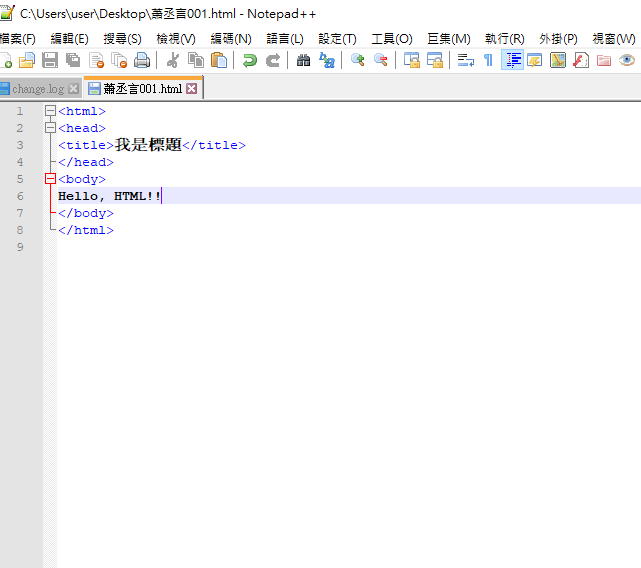 C:\Users\user\Desktop\蕭丞言001.html - Notepad++
檔案(F) 編輯(E) 搜尋(S) 檢視(V) 編碼(N) 語言(L) 設定(T) 工具(O) 巨集(M) 執行(R) 外掛(P) 視窗(W)
change.log 蕭丞言001.html
1 <html>
2 <head>
3 <title>我是標題</title>
4 </head>
5 <body>
6 Hello, HTML!!
7 </body>
8 </html>
9